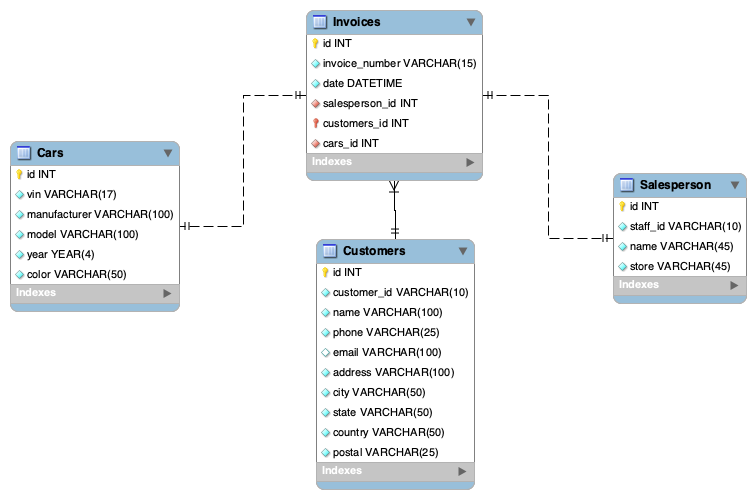 Invoices
id INT
invoice_number VARCHAR(15)
date DATETIME
salesperson_id INT
customers_id INT
cars_id INT
Indexes
Cars
id INT
vin VARCHAR(17)
manufacturer VARCHAR(100)
model VARCHAR(100)
year YEAR(4)
color VARCHAR(50)
Indexes
Salesperson
id INT
staff_id VARCHAR(10)
name VARCHAR(45)
store VARCHAR(45)
Indexes
Customers
id INT
customer_id VARCHAR(10)
name VARCHAR(100)
phone VARCHAR(25)
email VARCHAR(100)
address VARCHAR(100)
city VARCHAR(50)
state VARCHAR(50)
country VARCHAR(50)
postal VARCHAR(25)
Indexes